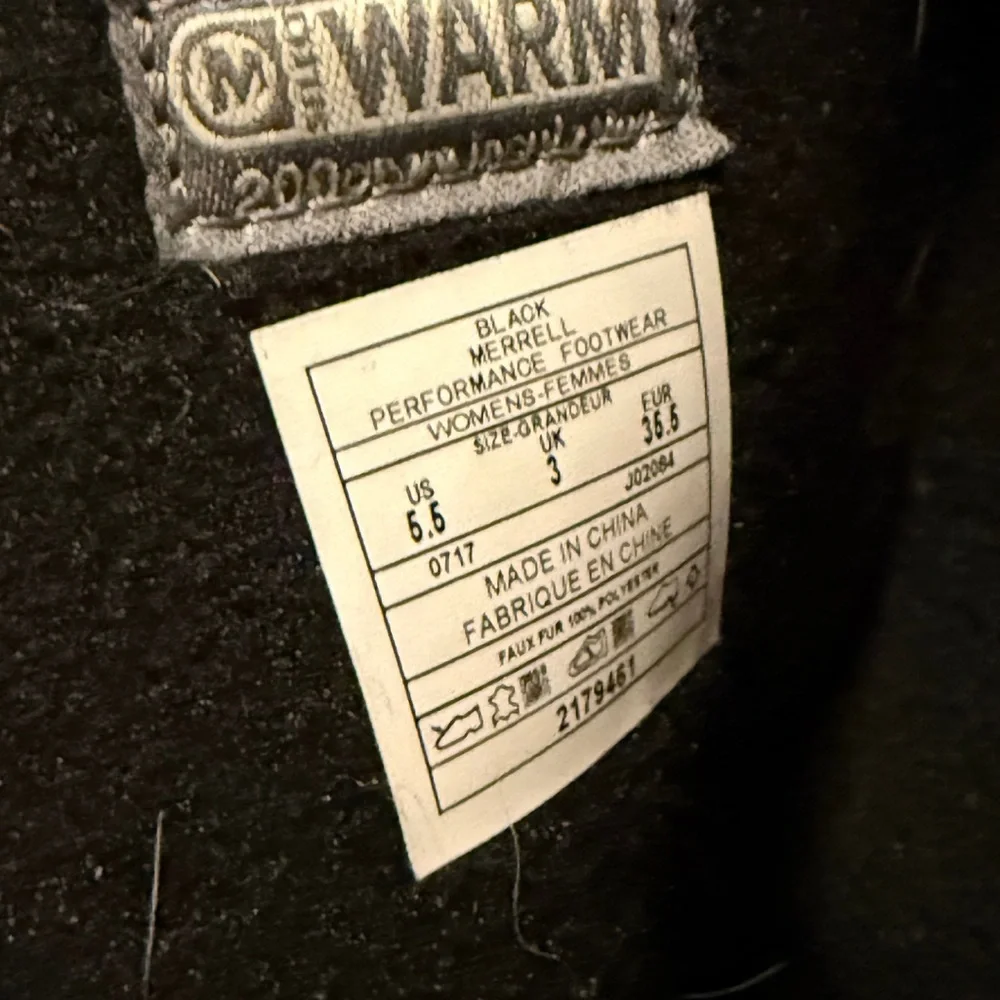 M SELECT WARM
BLACK
MERRELL
PERFORMANCE FOOTWEAR
WOMENS-FEMMES
SIZE-GRANDEUR
US UK EUR
5.5 3 35.5
0717 J02084
MADE IN CHINA
FABRIQUE EN CHINE
FAUX FUR 100% POLYESTER
2179461